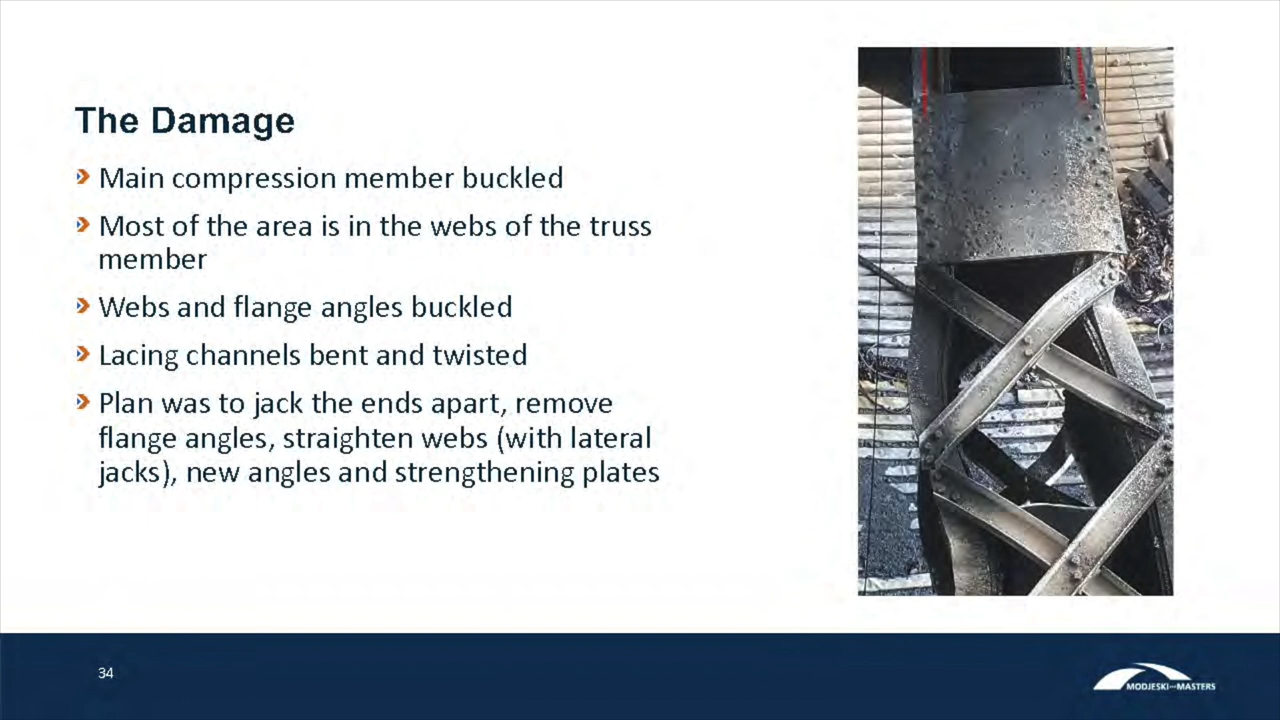 The Damage
Main compression member buckled
Most of the area is in the webs of the truss
member
Webs and flange angles buckled
Lacing channels bent and twisted
Plan was to jack the ends apart, remove
flange angles, straighten webs (with lateral
jacks), new angles and strengthening plates
34
MODJESKI and MASTERS